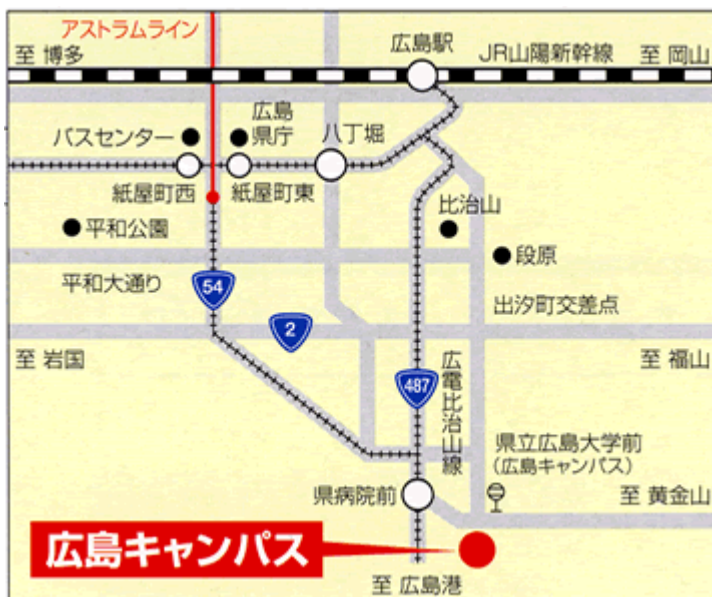 アストラムライン
至 博多
広島駅
JR山陽新幹線
至 岡山
バスセンター
広島
県庁
八丁堀
紙屋町西
紙屋町東
比治山
平和公園
段原
平和大通り
54
出汐町交差点
2
至 岩国
487
広電比治山線
至 福山
県立広島大学前
(広島キャンパス)
県病院前
至 黄金山
広島キャンパス
至 広島港